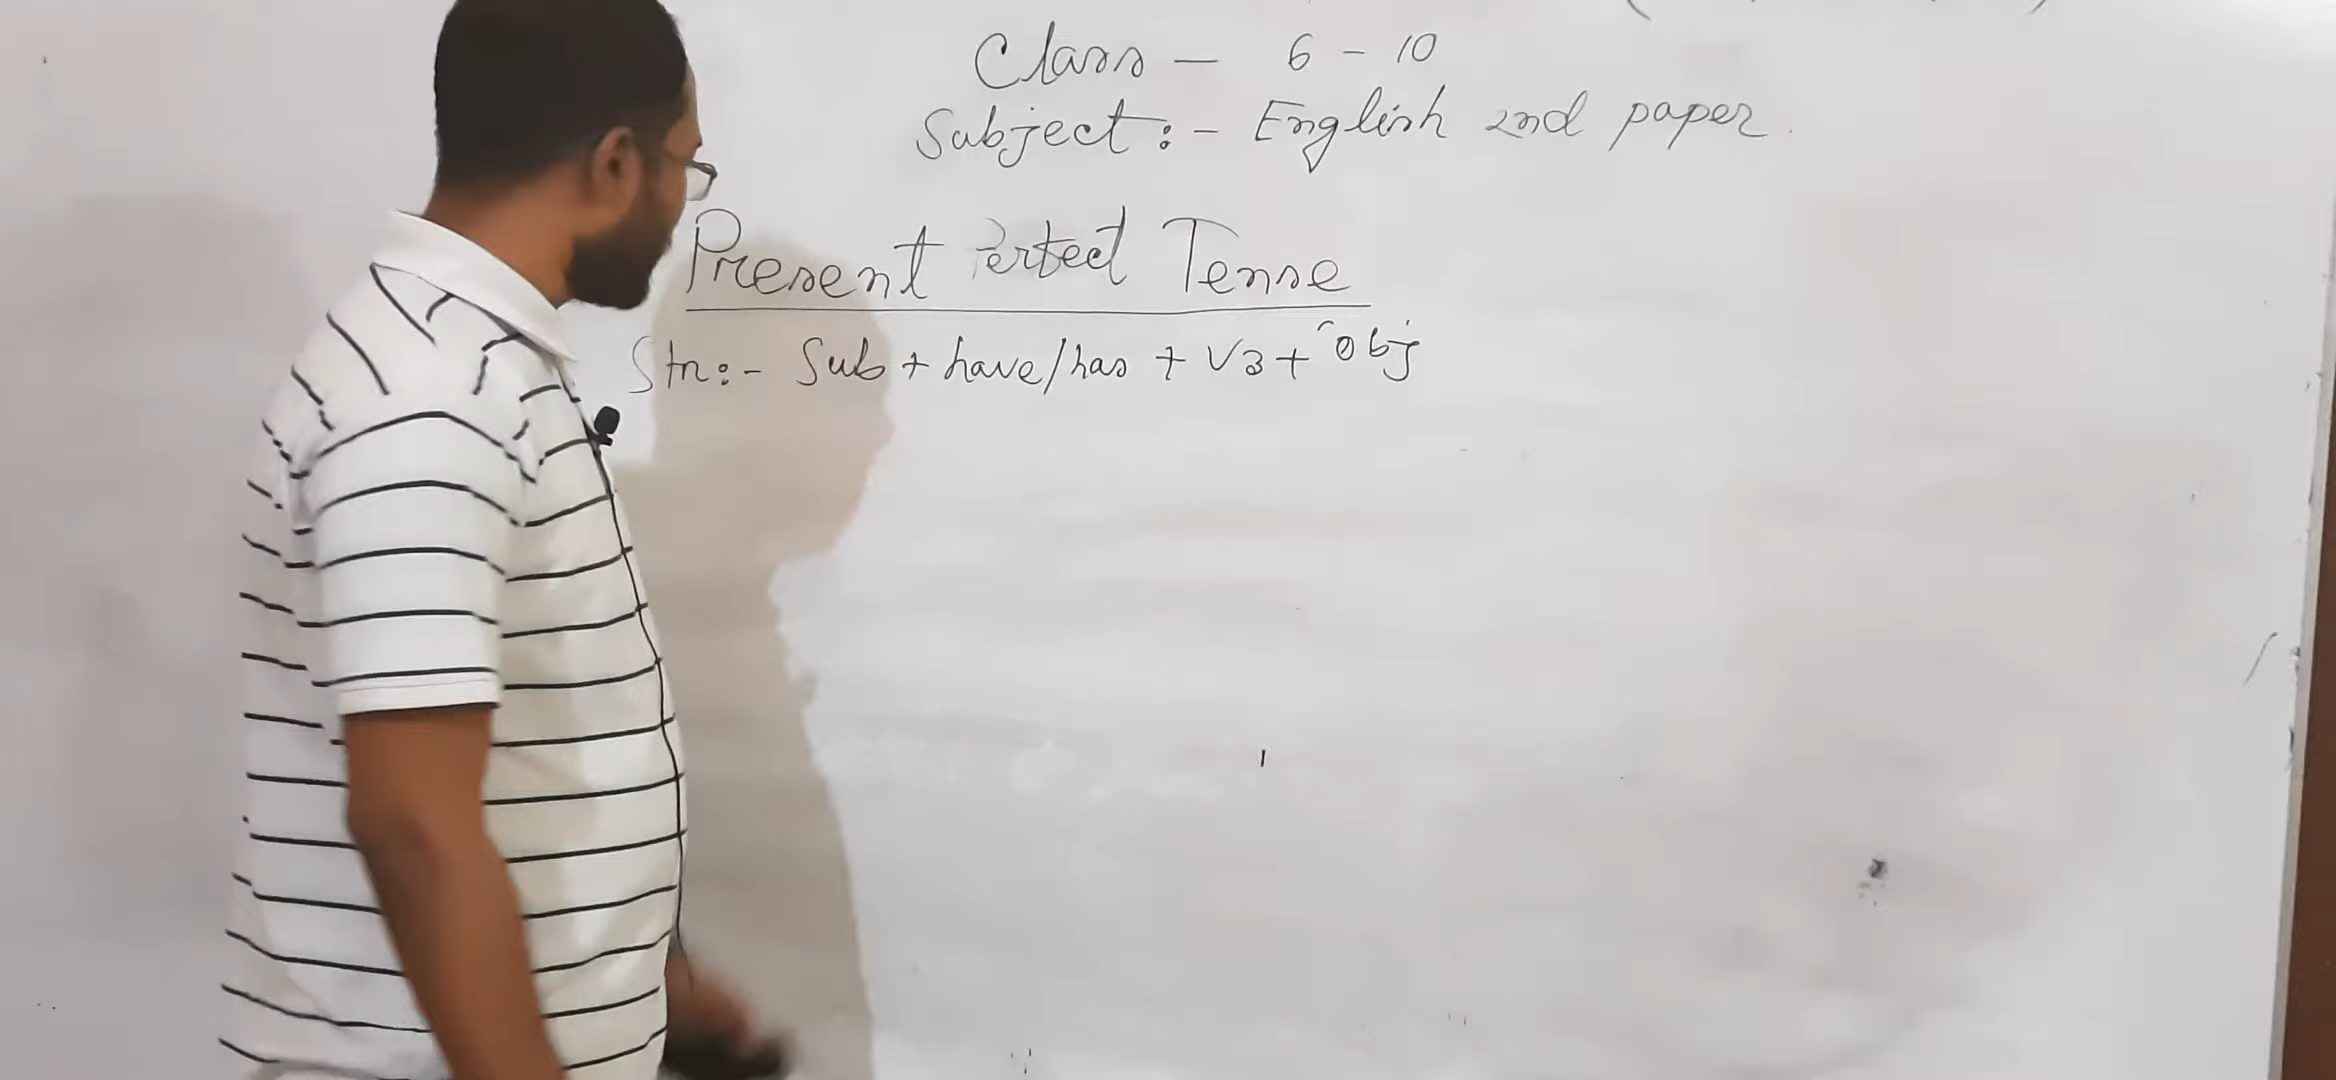 Class - 6 - 10
Subject :- English 2nd paper.
Present Perfect Tense
Str:- Sub + have/has + V3 + Obj